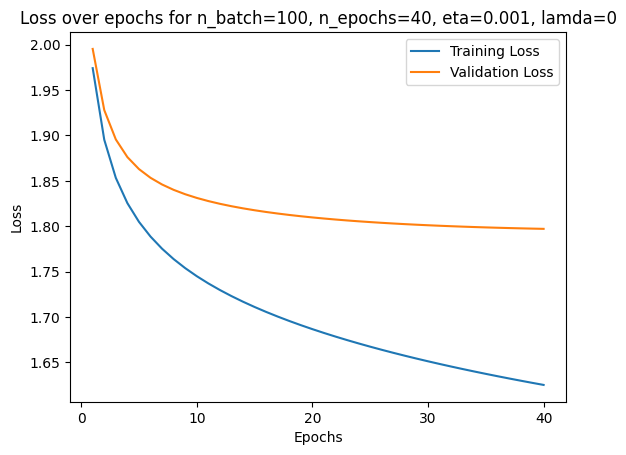 Loss over epochs for n_batch=100, n_epochs=40, eta=0.001, lamda=0
Training Loss
Validation Loss
2.00
1.95
1.90
1.85
1.80
1.75
1.70
1.65
Loss
0
10
20
30
40
Epochs